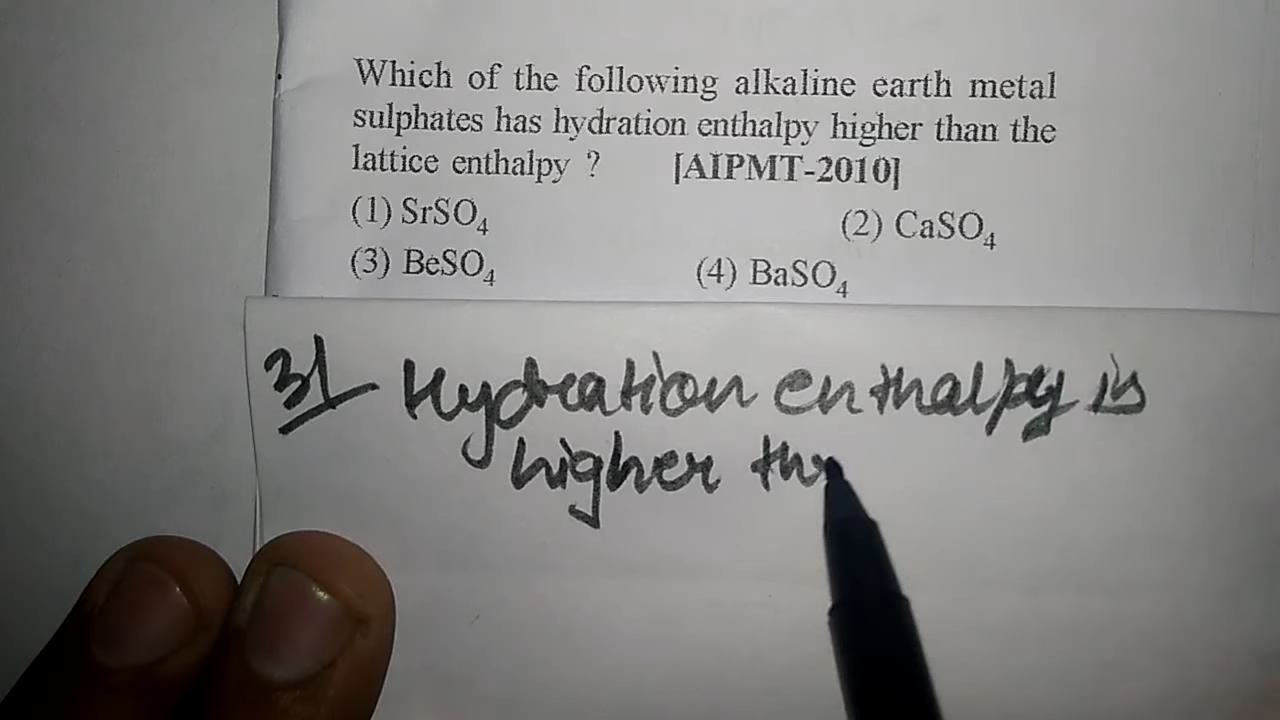 Which of the following alkaline earth metal
sulphates has hydration enthalpy higher than the
lattice enthalpy ? [AIPMT-2010]
(1) SrSO₄ (2) CaSO₄
(3) BeSO₄ (4) BaSO₄
31 Hydration enthalpy is
higher